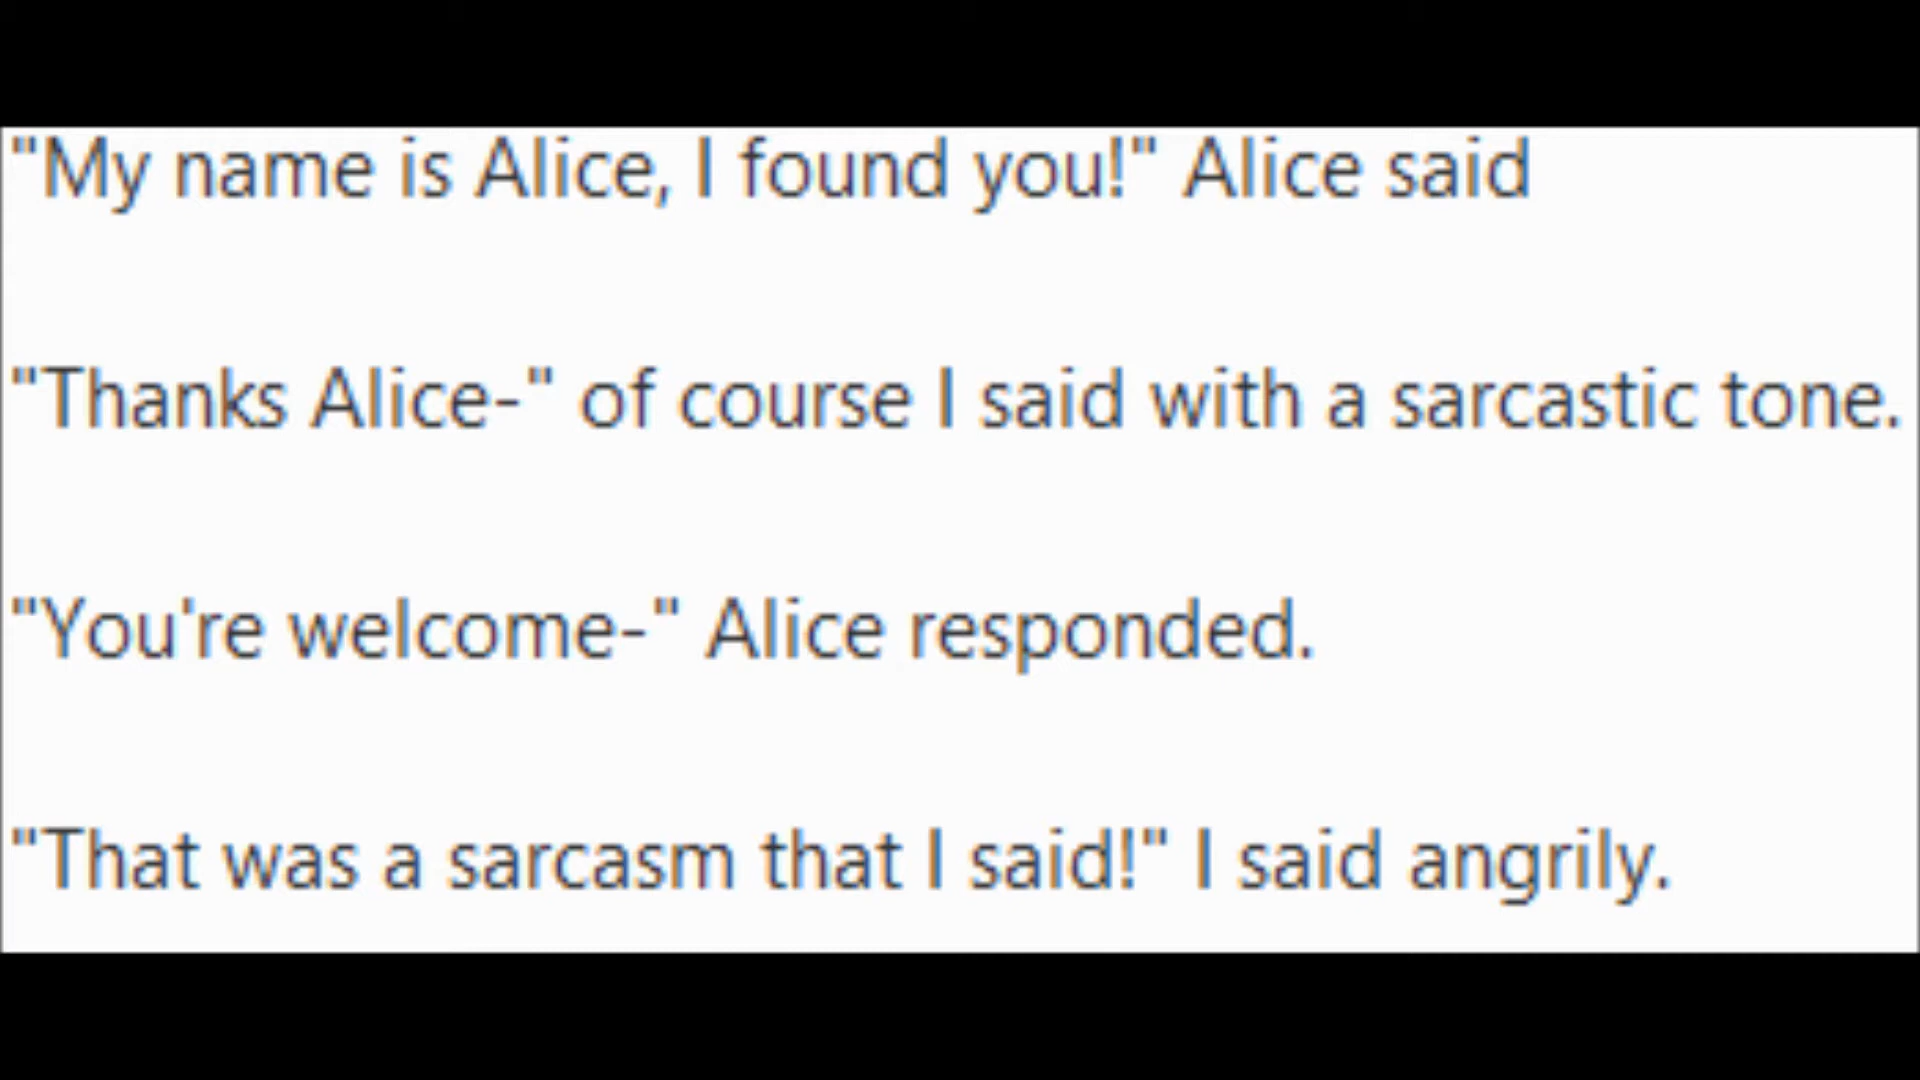 "My name is Alice, I found you!" Alice said
"Thanks Alice-" of course I said with a sarcastic tone.
"You're welcome-" Alice responded.
"That was a sarcasm that I said!" I said angrily.